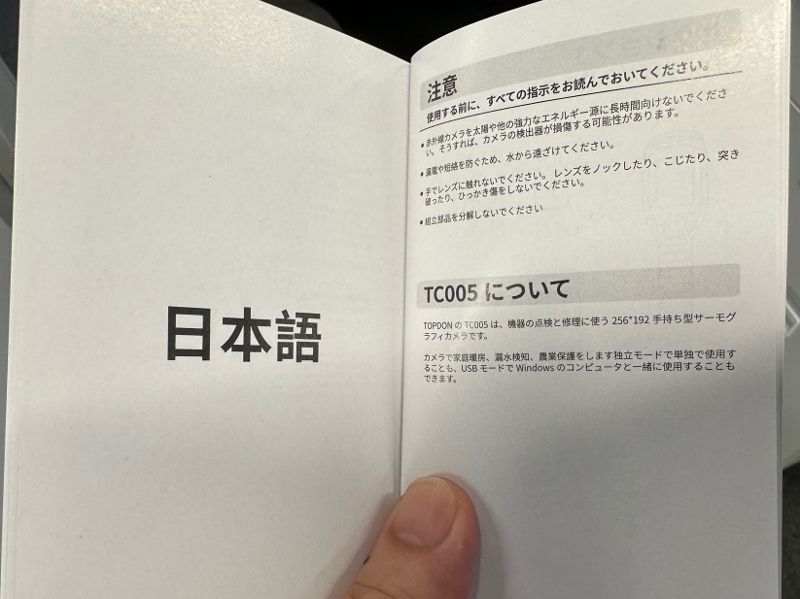 日本語
注意
使用する前に、すべての指示をお読んでおいてください。
• 赤外線カメラを太陽や他の強力なエネルギー源に長時間向けないでくださ
い。そうすれば、カメラの検出器が損傷する可能性があります。
• 漏電や短絡を防ぐため、水から遠ざけてください。
• 手でレンズに触れないでください。 レンズをノックしたり、こじたり、突き
破ったり、ひっかき傷をしないでください。
• 組立部品を分解しないでください
TC005 について
TOPDON の TC005 は、機器の点検と修理に使う 256*192 手持ち型サーモグ
ラフィカメラです。
カメラで家庭暖房、漏水検知、農業保護をします独立モードで単独で使用す
ることも、USB モードで Windows のコンピュータと一緒に使用することも
できます。